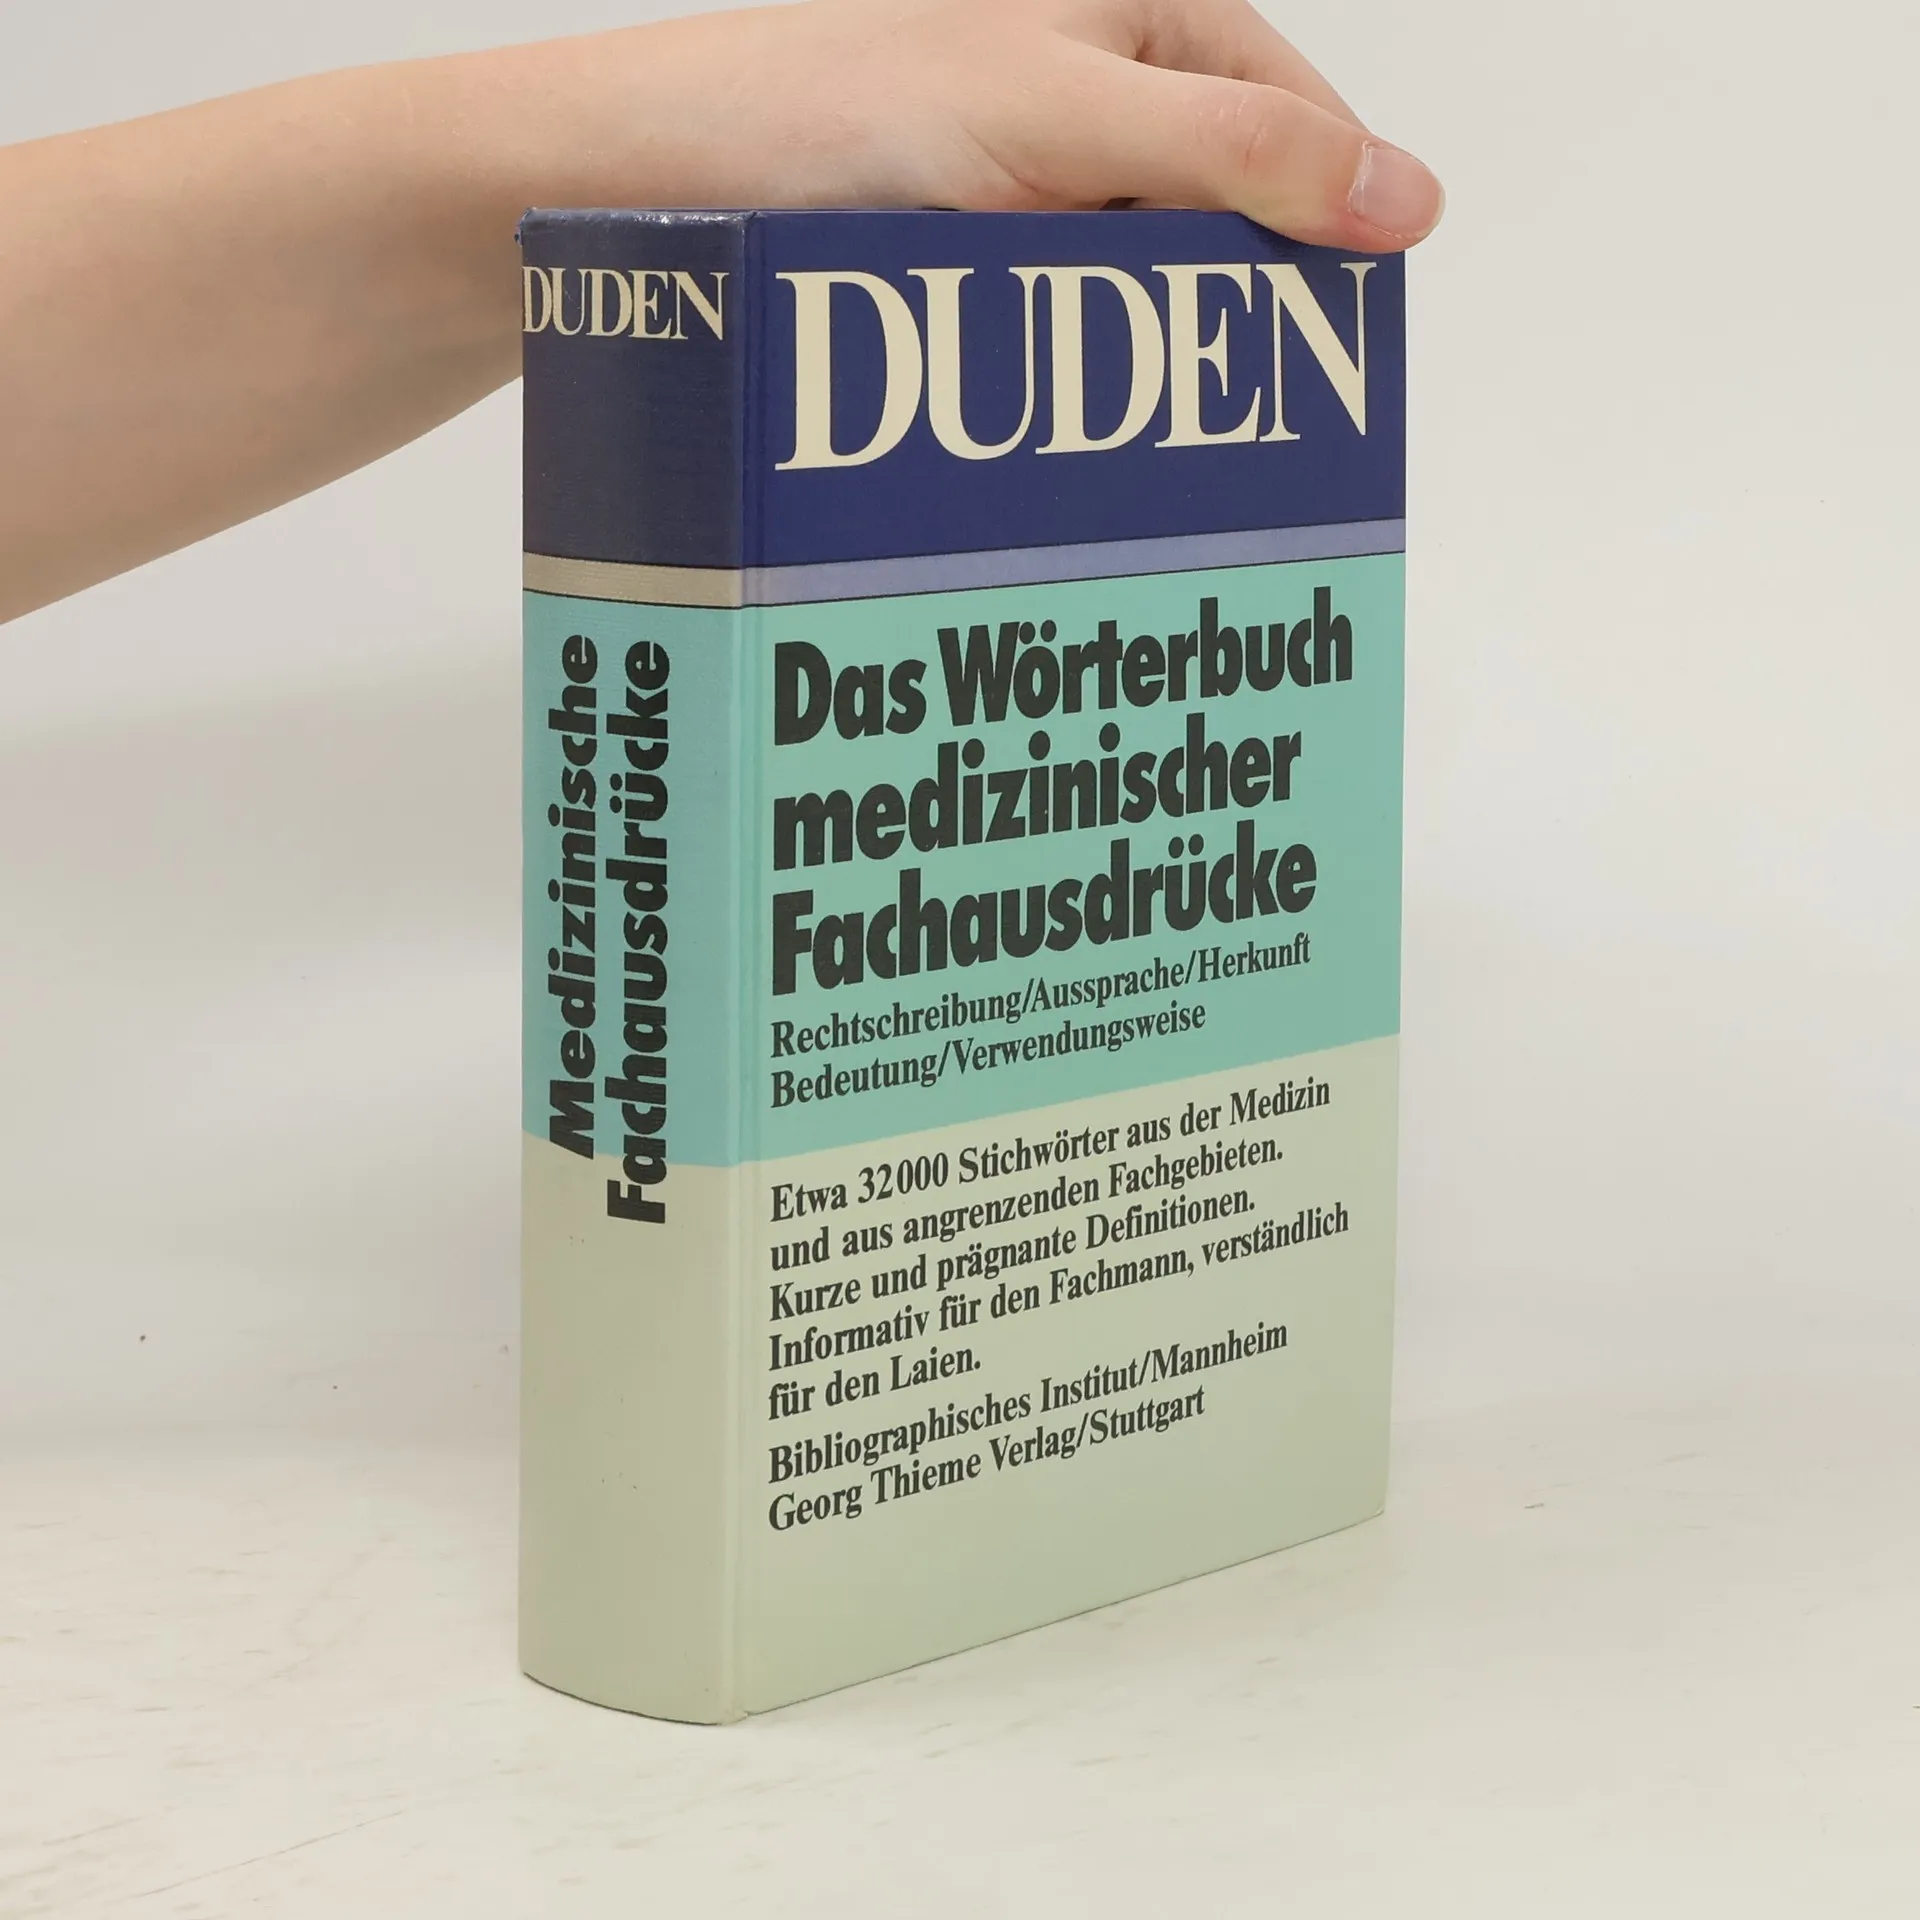 DUDEN
Medizinische
Fachausdrücke
DUDEN
Das Wörterbuch
medizinischer
Fachausdrücke
Rechtschreibung/Aussprache/Herkunft
Bedeutung/Verwendungsweise
Etwa 32000 Stichwörter aus der Medizin
und aus angrenzenden Fachgebieten.
Kurze und prägnante Definitionen.
Informativ für den Fachmann, verständlich
für den Laien.
Bibliographisches Institut/Mannheim
Georg Thieme Verlag/Stuttgart